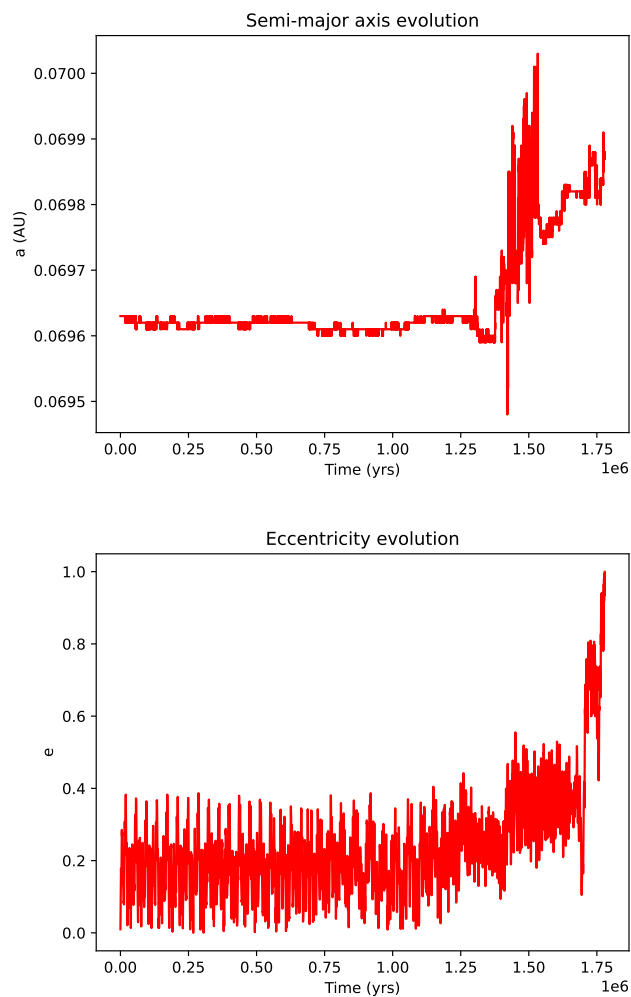 Semi-major axis evolution
0.0700
0.0699
0.0698
0.0697
0.0696
0.0695
a (AU)
0.00 0.25 0.50 0.75 1.00 1.25 1.50 1.75
Time (yrs)
1e6
Eccentricity evolution
1.0
0.8
0.6
0.4
0.2
0.0
e
0.00 0.25 0.50 0.75 1.00 1.25 1.50 1.75
Time (yrs)
1e6